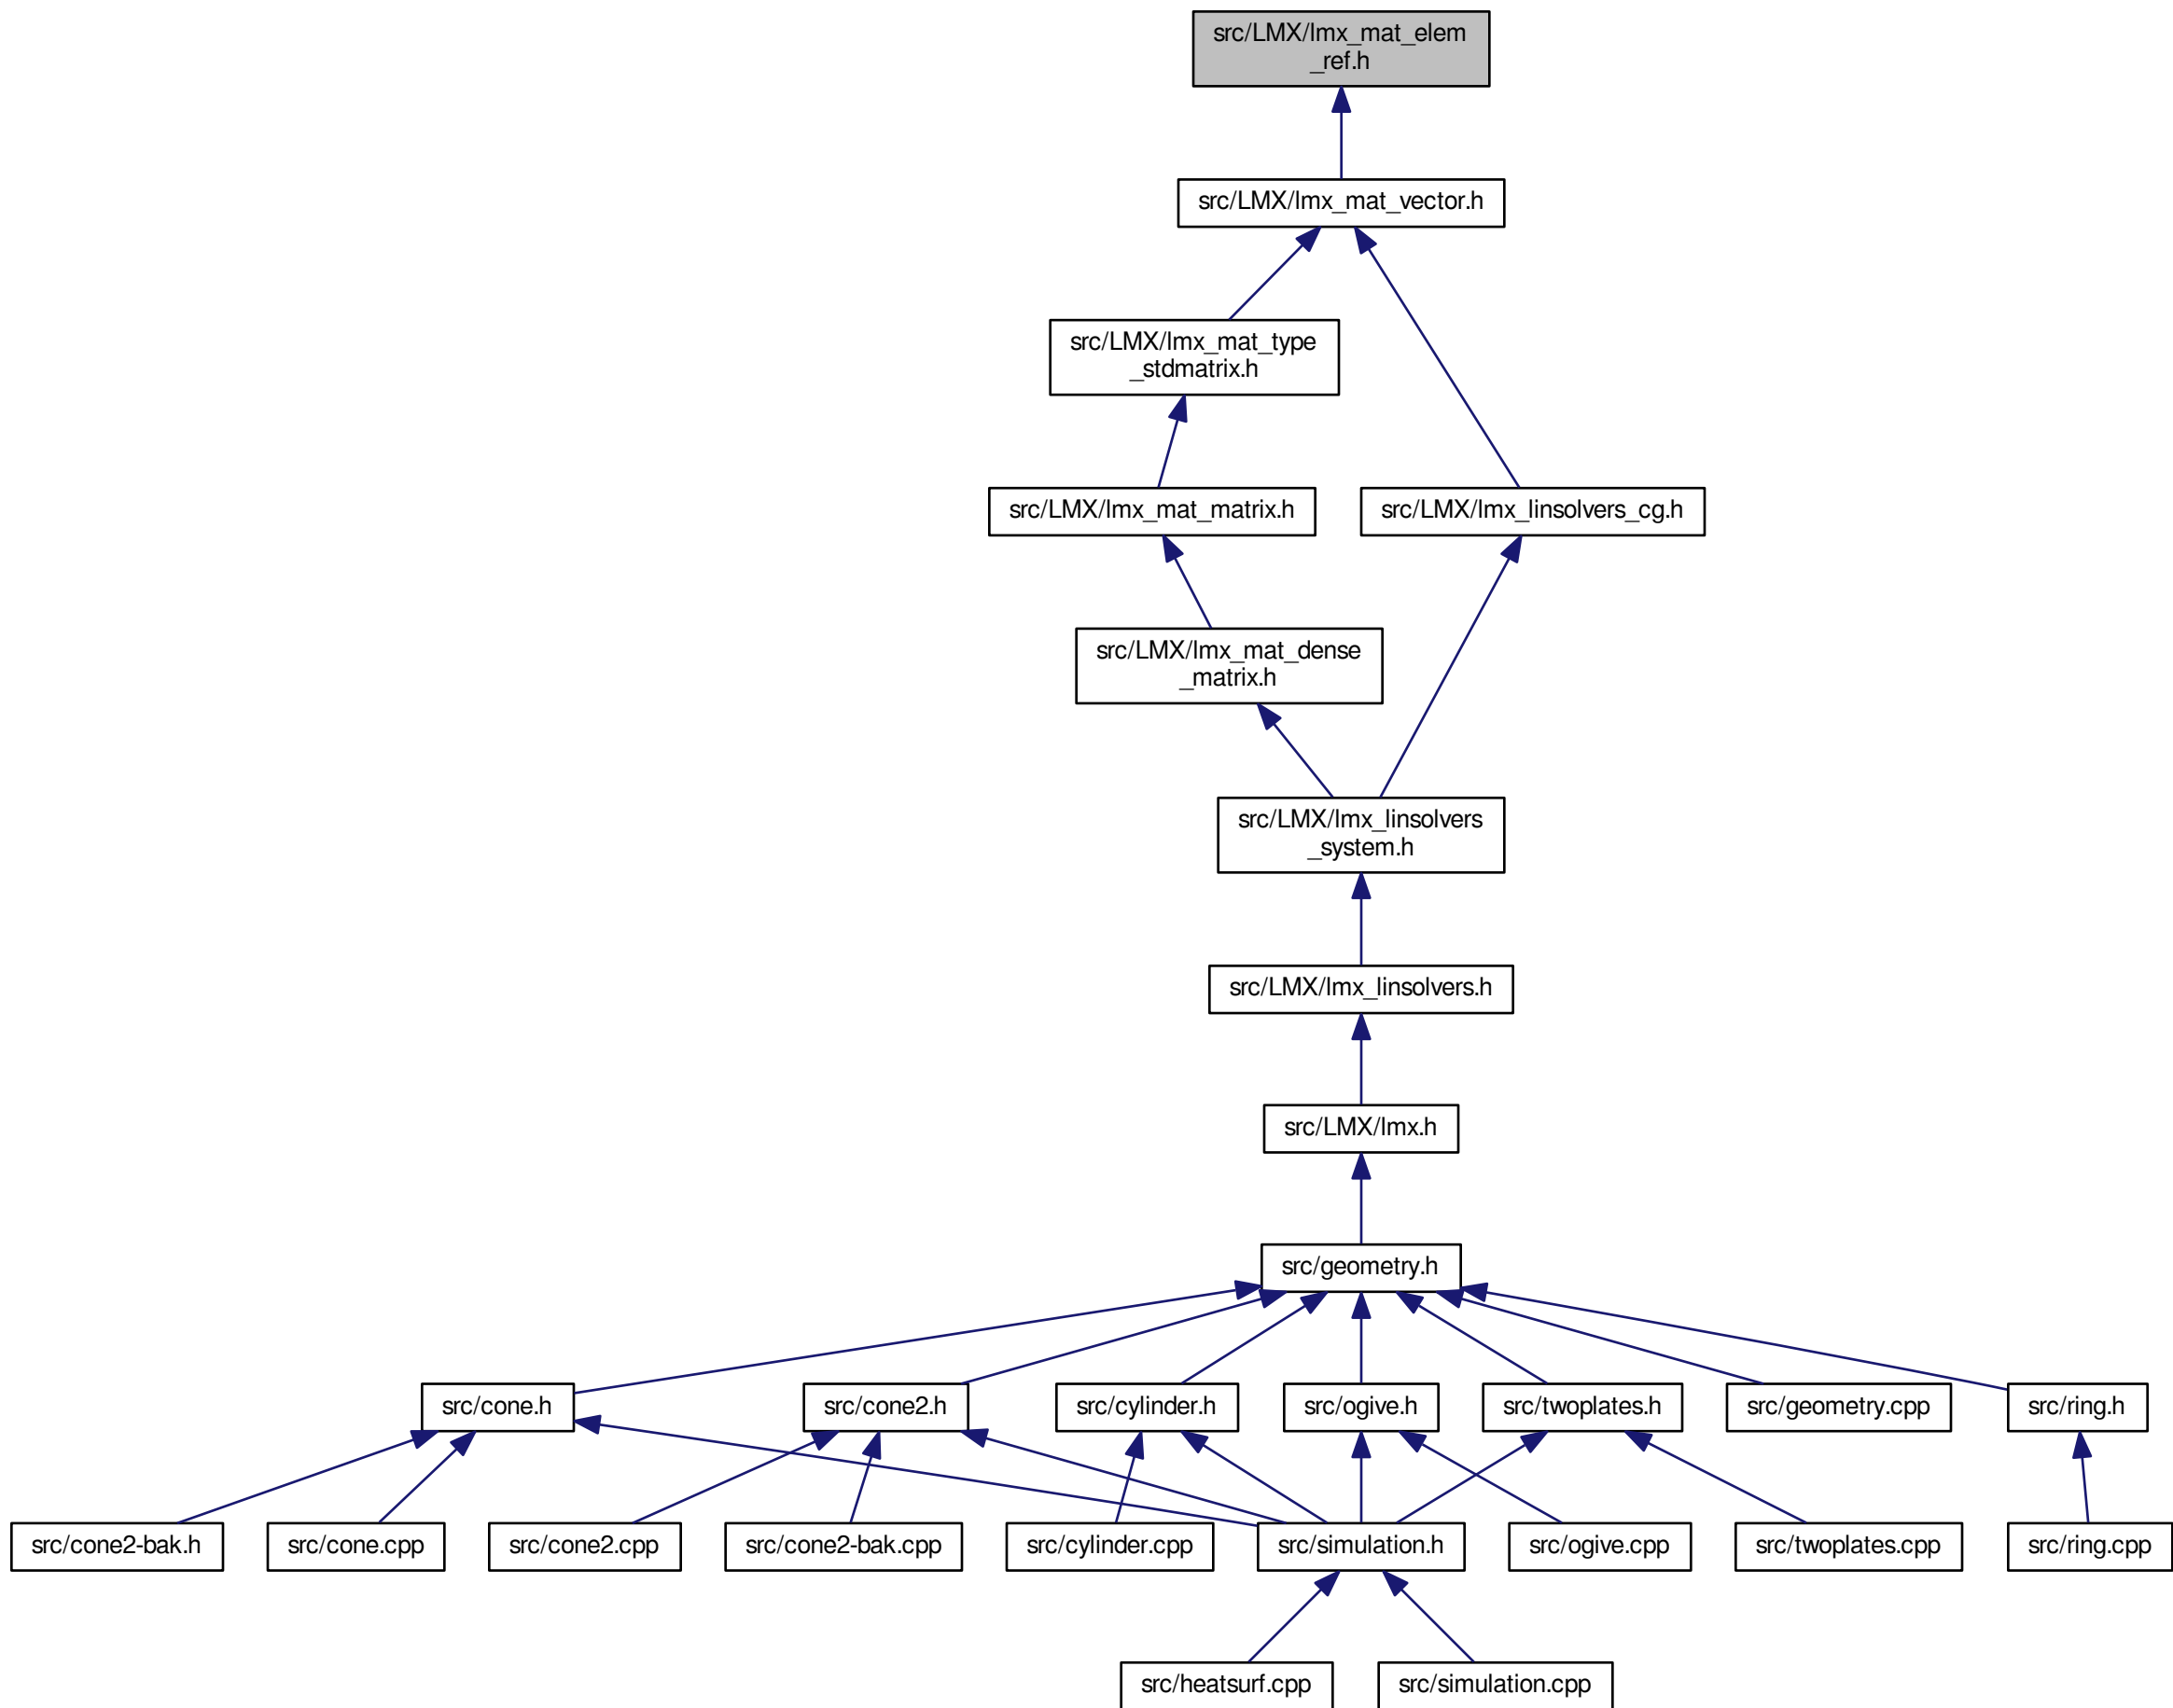 src/LMX/lmx_mat_elem
_ref.h
src/LMX/lmx_mat_vector.h
src/LMX/lmx_mat_type
_stdmatrix.h
src/LMX/lmx_mat_matrix.h
src/LMX/lmx_linsolvers_cg.h
src/LMX/lmx_mat_dense
_matrix.h
src/LMX/lmx_linsolvers
_system.h
src/LMX/lmx_linsolvers.h
src/LMX/lmx.h
src/geometry.h
src/cone.h
src/cone2.h
src/cylinder.h
src/ogive.h
src/twoplates.h
src/geometry.cpp
src/ring.h
src/cone2-bak.h
src/cone.cpp
src/cone2.cpp
src/cone2-bak.cpp
src/cylinder.cpp
src/simulation.h
src/ogive.cpp
src/twoplates.cpp
src/ring.cpp
src/heatsurf.cpp
src/simulation.cpp